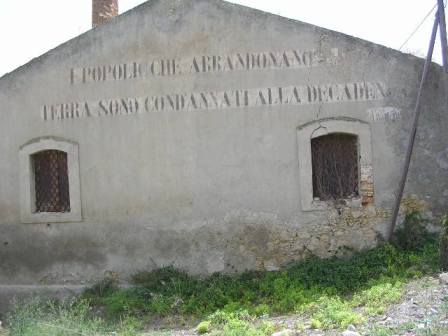 I POPOLI CHE ABBANDONANO
TERRA SONO CONDANNATI ALLA DECADEN